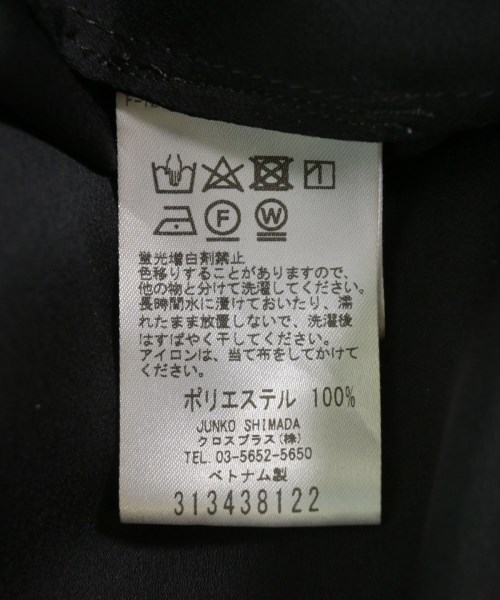 F
W
蛍光増白剤禁止
色移りすることがありますので、
他の物と分けて洗濯してください。
長時間水に漬けておいたり、濡
れたまま放置しないで、洗濯後
はすばやく干してください。
アイロンは、当て布をしてかけて
ください。
ポリエステル 100%
JUNKO SHIMADA
クロスプラス(株)
TEL. 03-5652-5650
ベトナム製
313438122